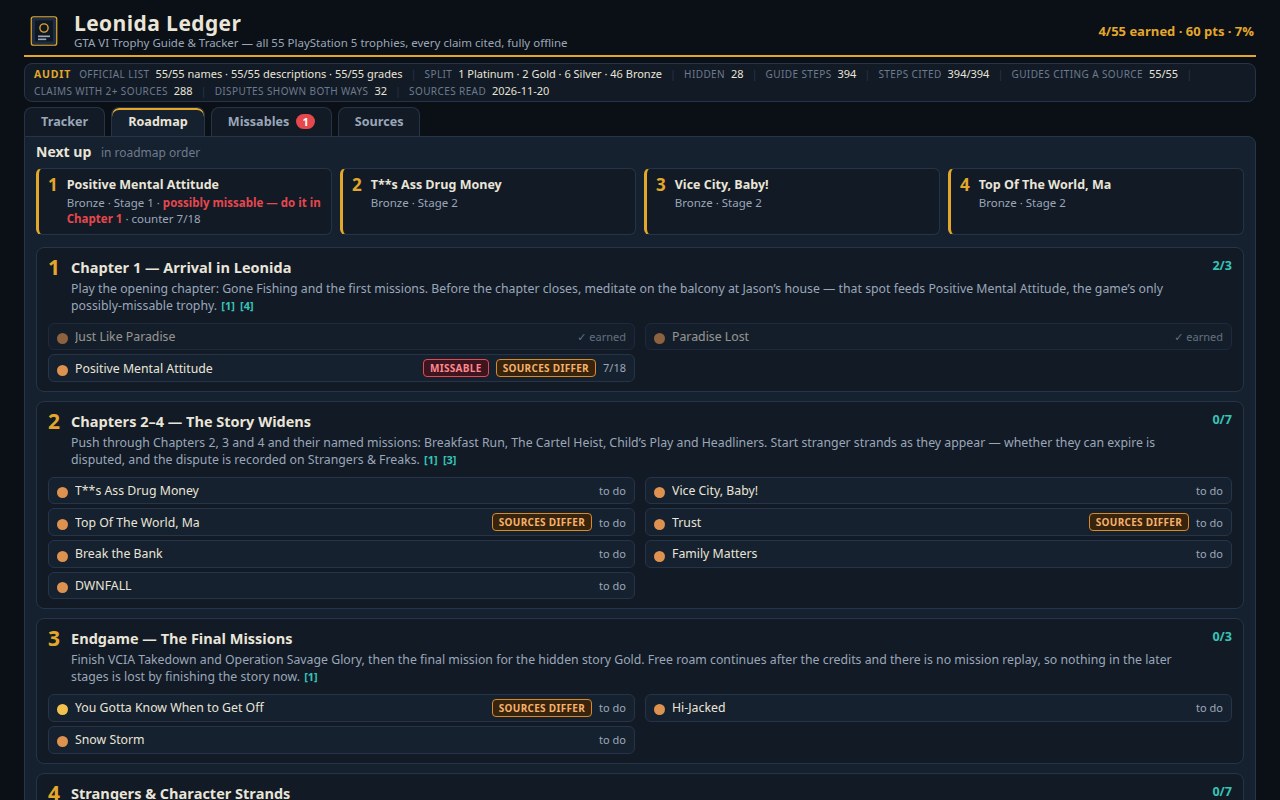 Leonida Ledger
GTA VI Trophy Guide & Tracker — all 55 PlayStation 5 trophies, every claim cited, fully offline
4/55 earned · 60 pts · 7%
AUDIT OFFICIAL LIST 55/55 names · 55/55 descriptions · 55/55 grades | SPLIT 1 Platinum · 2 Gold · 6 Silver · 46 Bronze | HIDDEN 28 | GUIDE STEPS 394 | STEPS CITED 394/394 | GUIDES CITING A SOURCE 55/55 |
CLAIMS WITH 2+ SOURCES 288 | DISPUTES SHOWN BOTH WAYS 32 | SOURCES READ 2026-11-20
Tracker Roadmap Missables 1 Sources
Next up in roadmap order
1 Positive Mental Attitude
Bronze · Stage 1 · possibly missable — do it in
Chapter 1 · counter 7/18
2 T**s Ass Drug Money
Bronze · Stage 2
3 Vice City, Baby!
Bronze · Stage 2
4 Top Of The World, Ma
Bronze · Stage 2
1 Chapter 1 — Arrival in Leonida 2/3
Play the opening chapter: Gone Fishing and the first missions. Before the chapter closes, meditate on the balcony at Jason’s house — that spot feeds Positive Mental Attitude, the game’s only
possibly-missable trophy. [1] [4]
Just Like Paradise ✓ earned
Paradise Lost ✓ earned
Positive Mental Attitude MISSABLE SOURCES DIFFER 7/18
2 Chapters 2–4 — The Story Widens 0/7
Push through Chapters 2, 3 and 4 and their named missions: Breakfast Run, The Cartel Heist, Child’s Play and Headliners. Start stranger strands as they appear — whether they can expire is
disputed, and the dispute is recorded on Strangers & Freaks. [1] [3]
T**s Ass Drug Money to do
Vice City, Baby! to do
Top Of The World, Ma SOURCES DIFFER to do
Trust SOURCES DIFFER to do
Break the Bank to do
Family Matters to do
DWNFALL to do
3 Endgame — The Final Missions 0/3
Finish VCIA Takedown and Operation Savage Glory, then the final mission for the hidden story Gold. Free roam continues after the credits and there is no mission replay, so nothing in the later
stages is lost by finishing the story now. [1]
You Gotta Know When to Get Off SOURCES DIFFER to do
Hi-Jacked to do
Snow Storm to do
4 Strangers & Character Strands 0/7